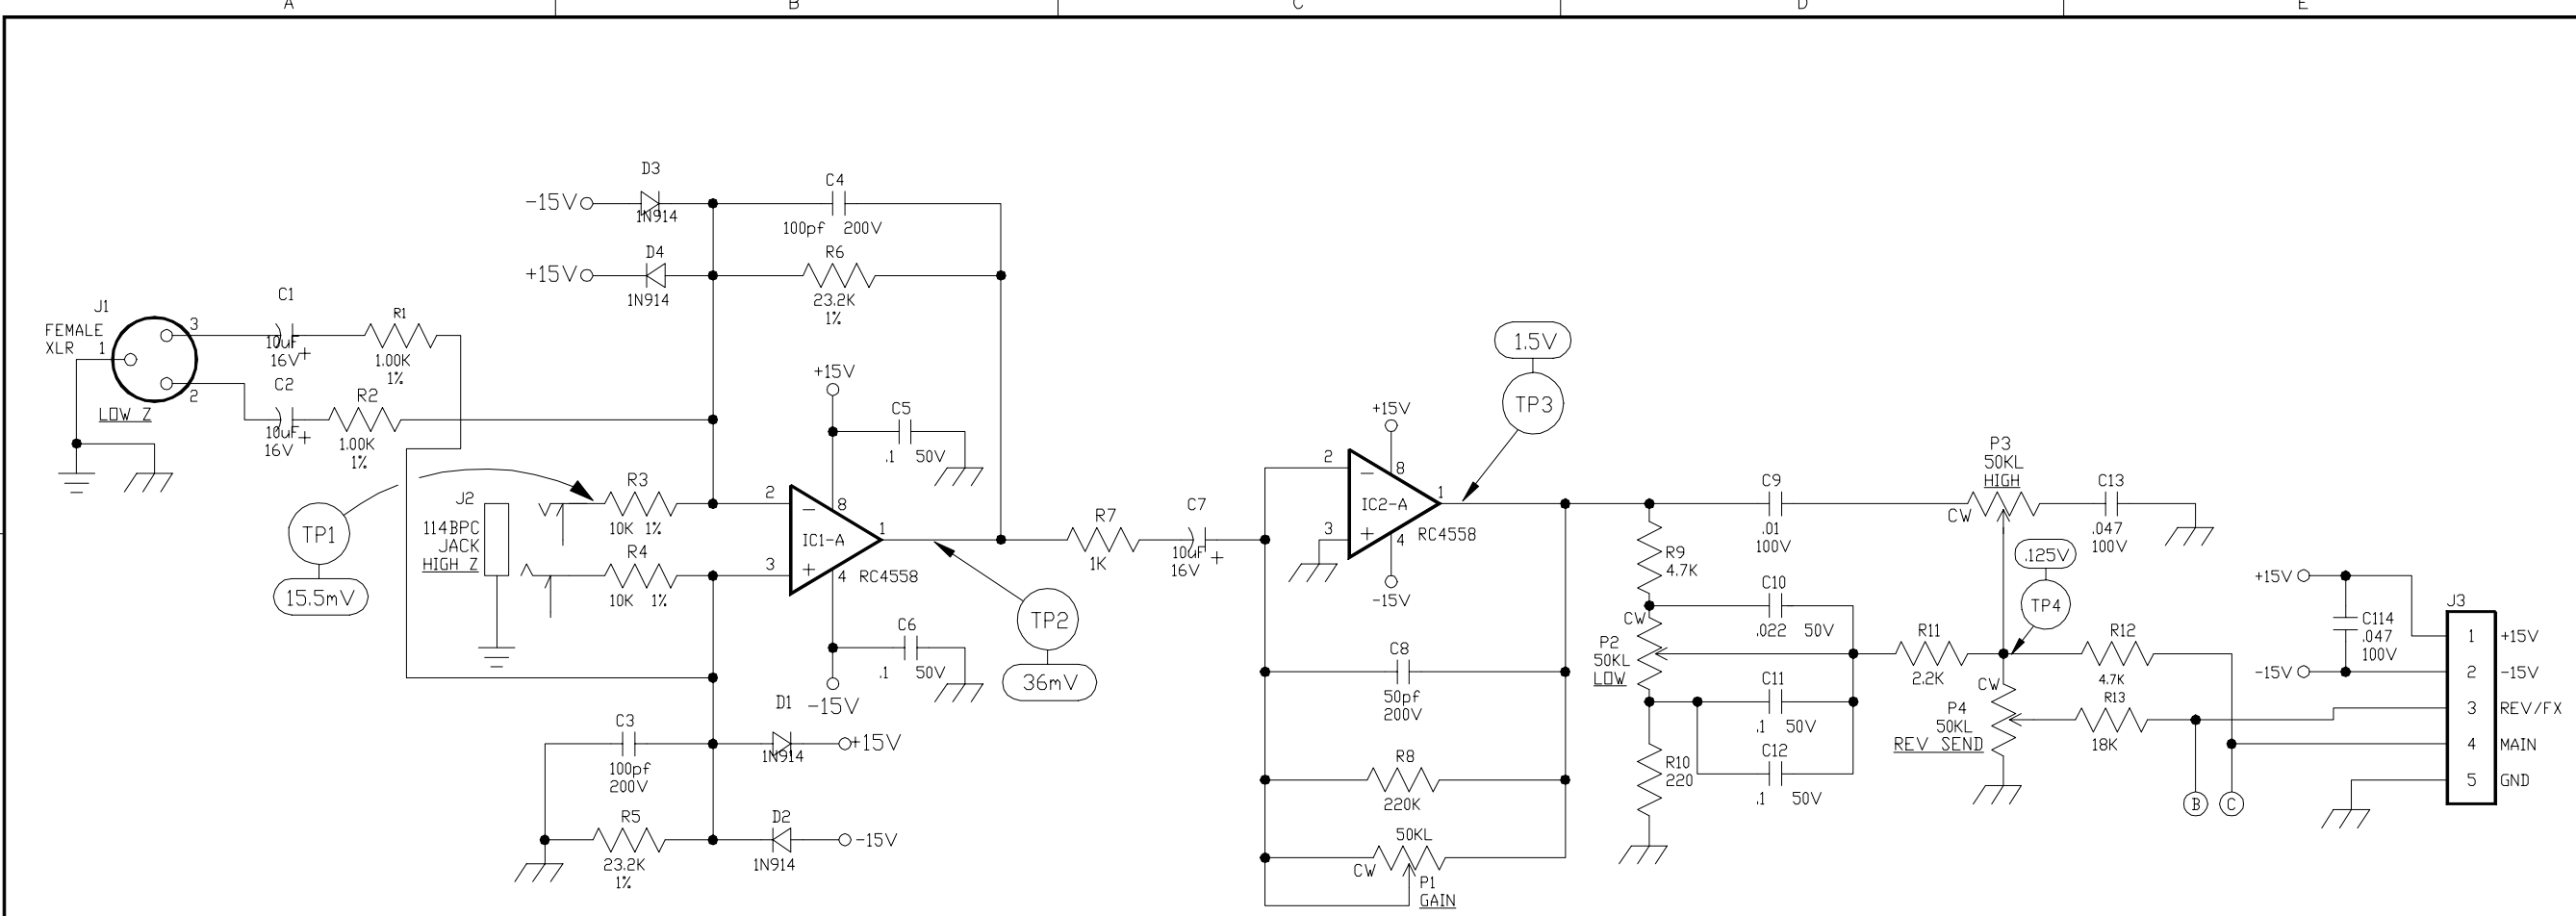 A B C D E
D3
-15V
1N914
C4
100pf 200V
D4
+15V
1N914
R6
23.2K
1%
J1
FEMALE
XLR
1
3
2
LOW Z
C1
10uF
16V
+
R1
1.00K
1%
C2
10uF
16V
+
R2
1.00K
1%
TP1
15.5mV
J2
114BPC
JACK
HIGH Z
R3
10K 1%
R4
10K 1%
+15V
C5
.1 50V
2
3
8
1
4
-
+
IC1-A
RC4558
C6
.1 50V
-15V
D1
+15V
1N914
C3
100pf
200V
R5
23.2K
1%
D2
-15V
1N914
TP2
36mV
R7
1K
C7
10uF
16V
+
1.5V
TP3
+15V
2
3
8
1
4
-
+
IC2-A
RC4558
-15V
C8
50pf
200V
R8
220K
50KL
CW
P1
GAIN
R9
4.7K
CW
P2
50KL
LOW
R10
220
C9
.01
100V
C10
.022 50V
C11
.1 50V
C12
.1 50V
P3
50KL
HIGH
CW
C13
.047
100V
.125V
TP4
R11
2.2K
R12
4.7K
CW
P4
50KL
REV SEND
R13
18K
B
C
+15V
-15V
C114
.047
100V
J3
1 +15V
2 -15V
3 REV/FX
4 MAIN
5 GND